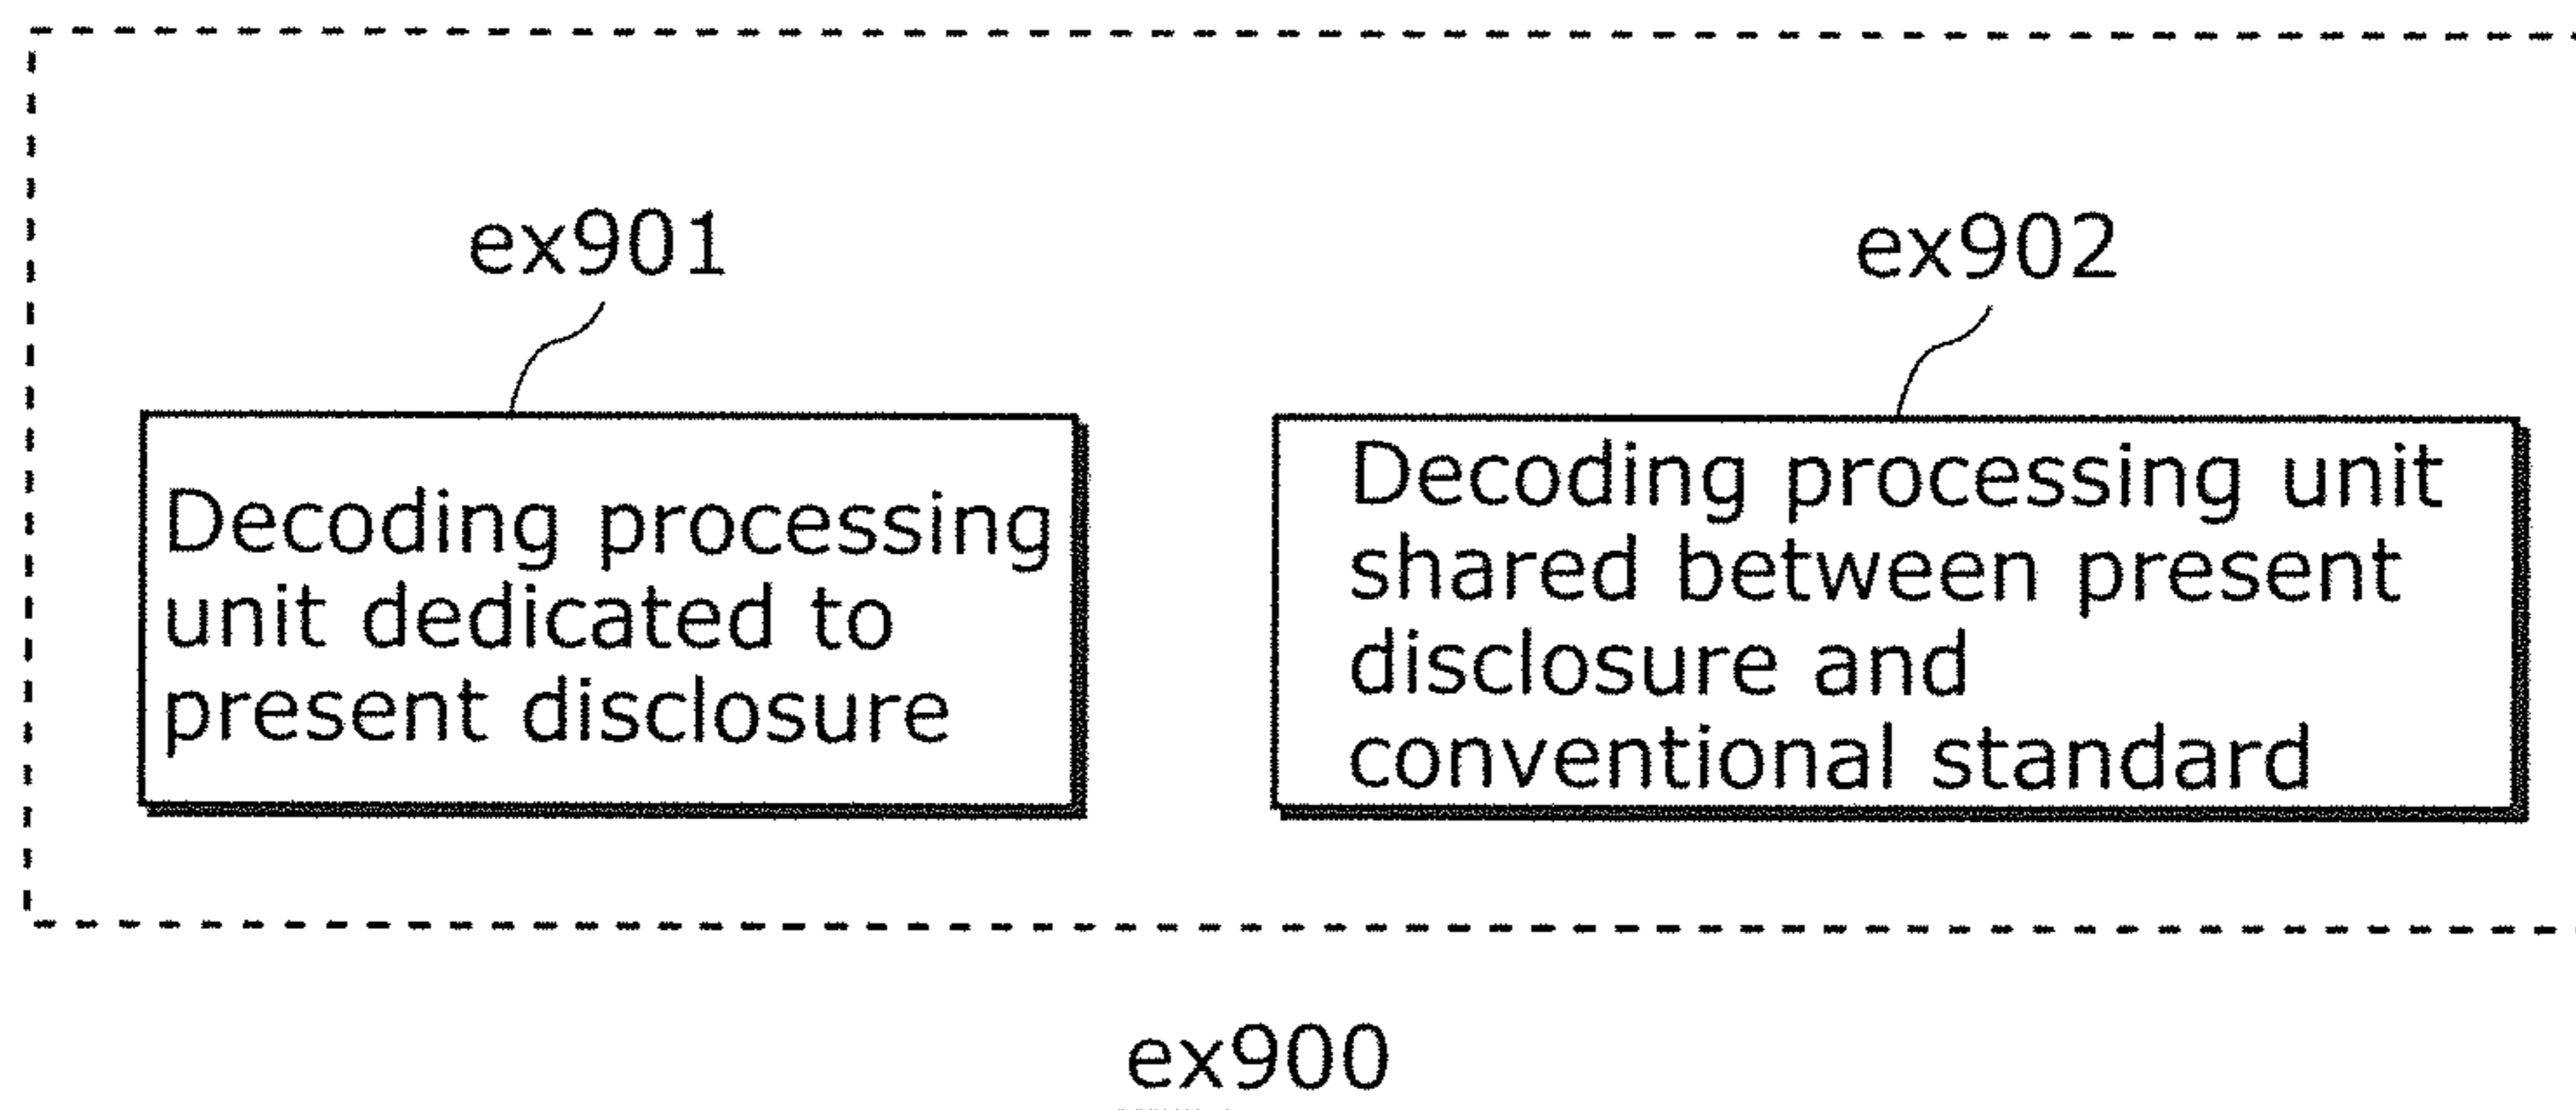 ex901
ex902
Decoding processing
unit dedicated to
present disclosure
Decoding processing unit
shared between present
disclosure and
conventional standard
ex900